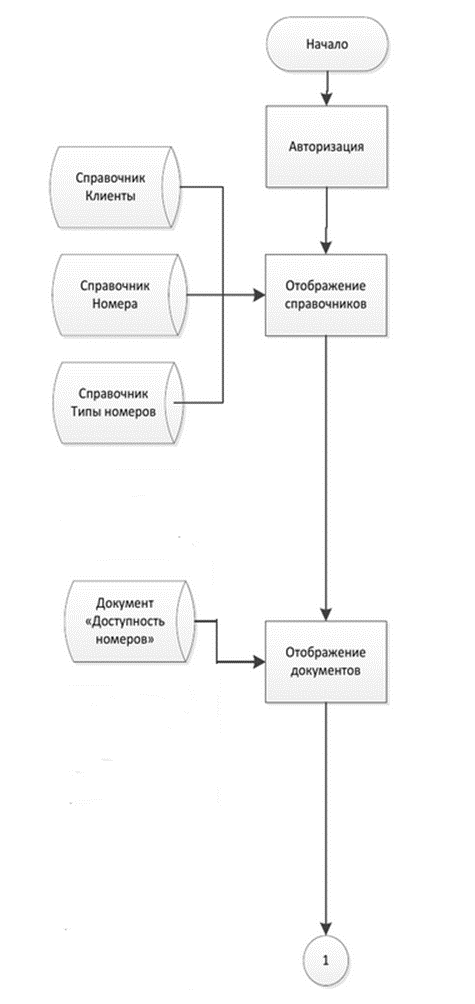 Начало
Авторизация
Справочник
Клиенты
Справочник
Номера
Отображение
справочников
Справочник
Типы номеров
Документ
«Доступность
номеров»
Отображение
документов
1